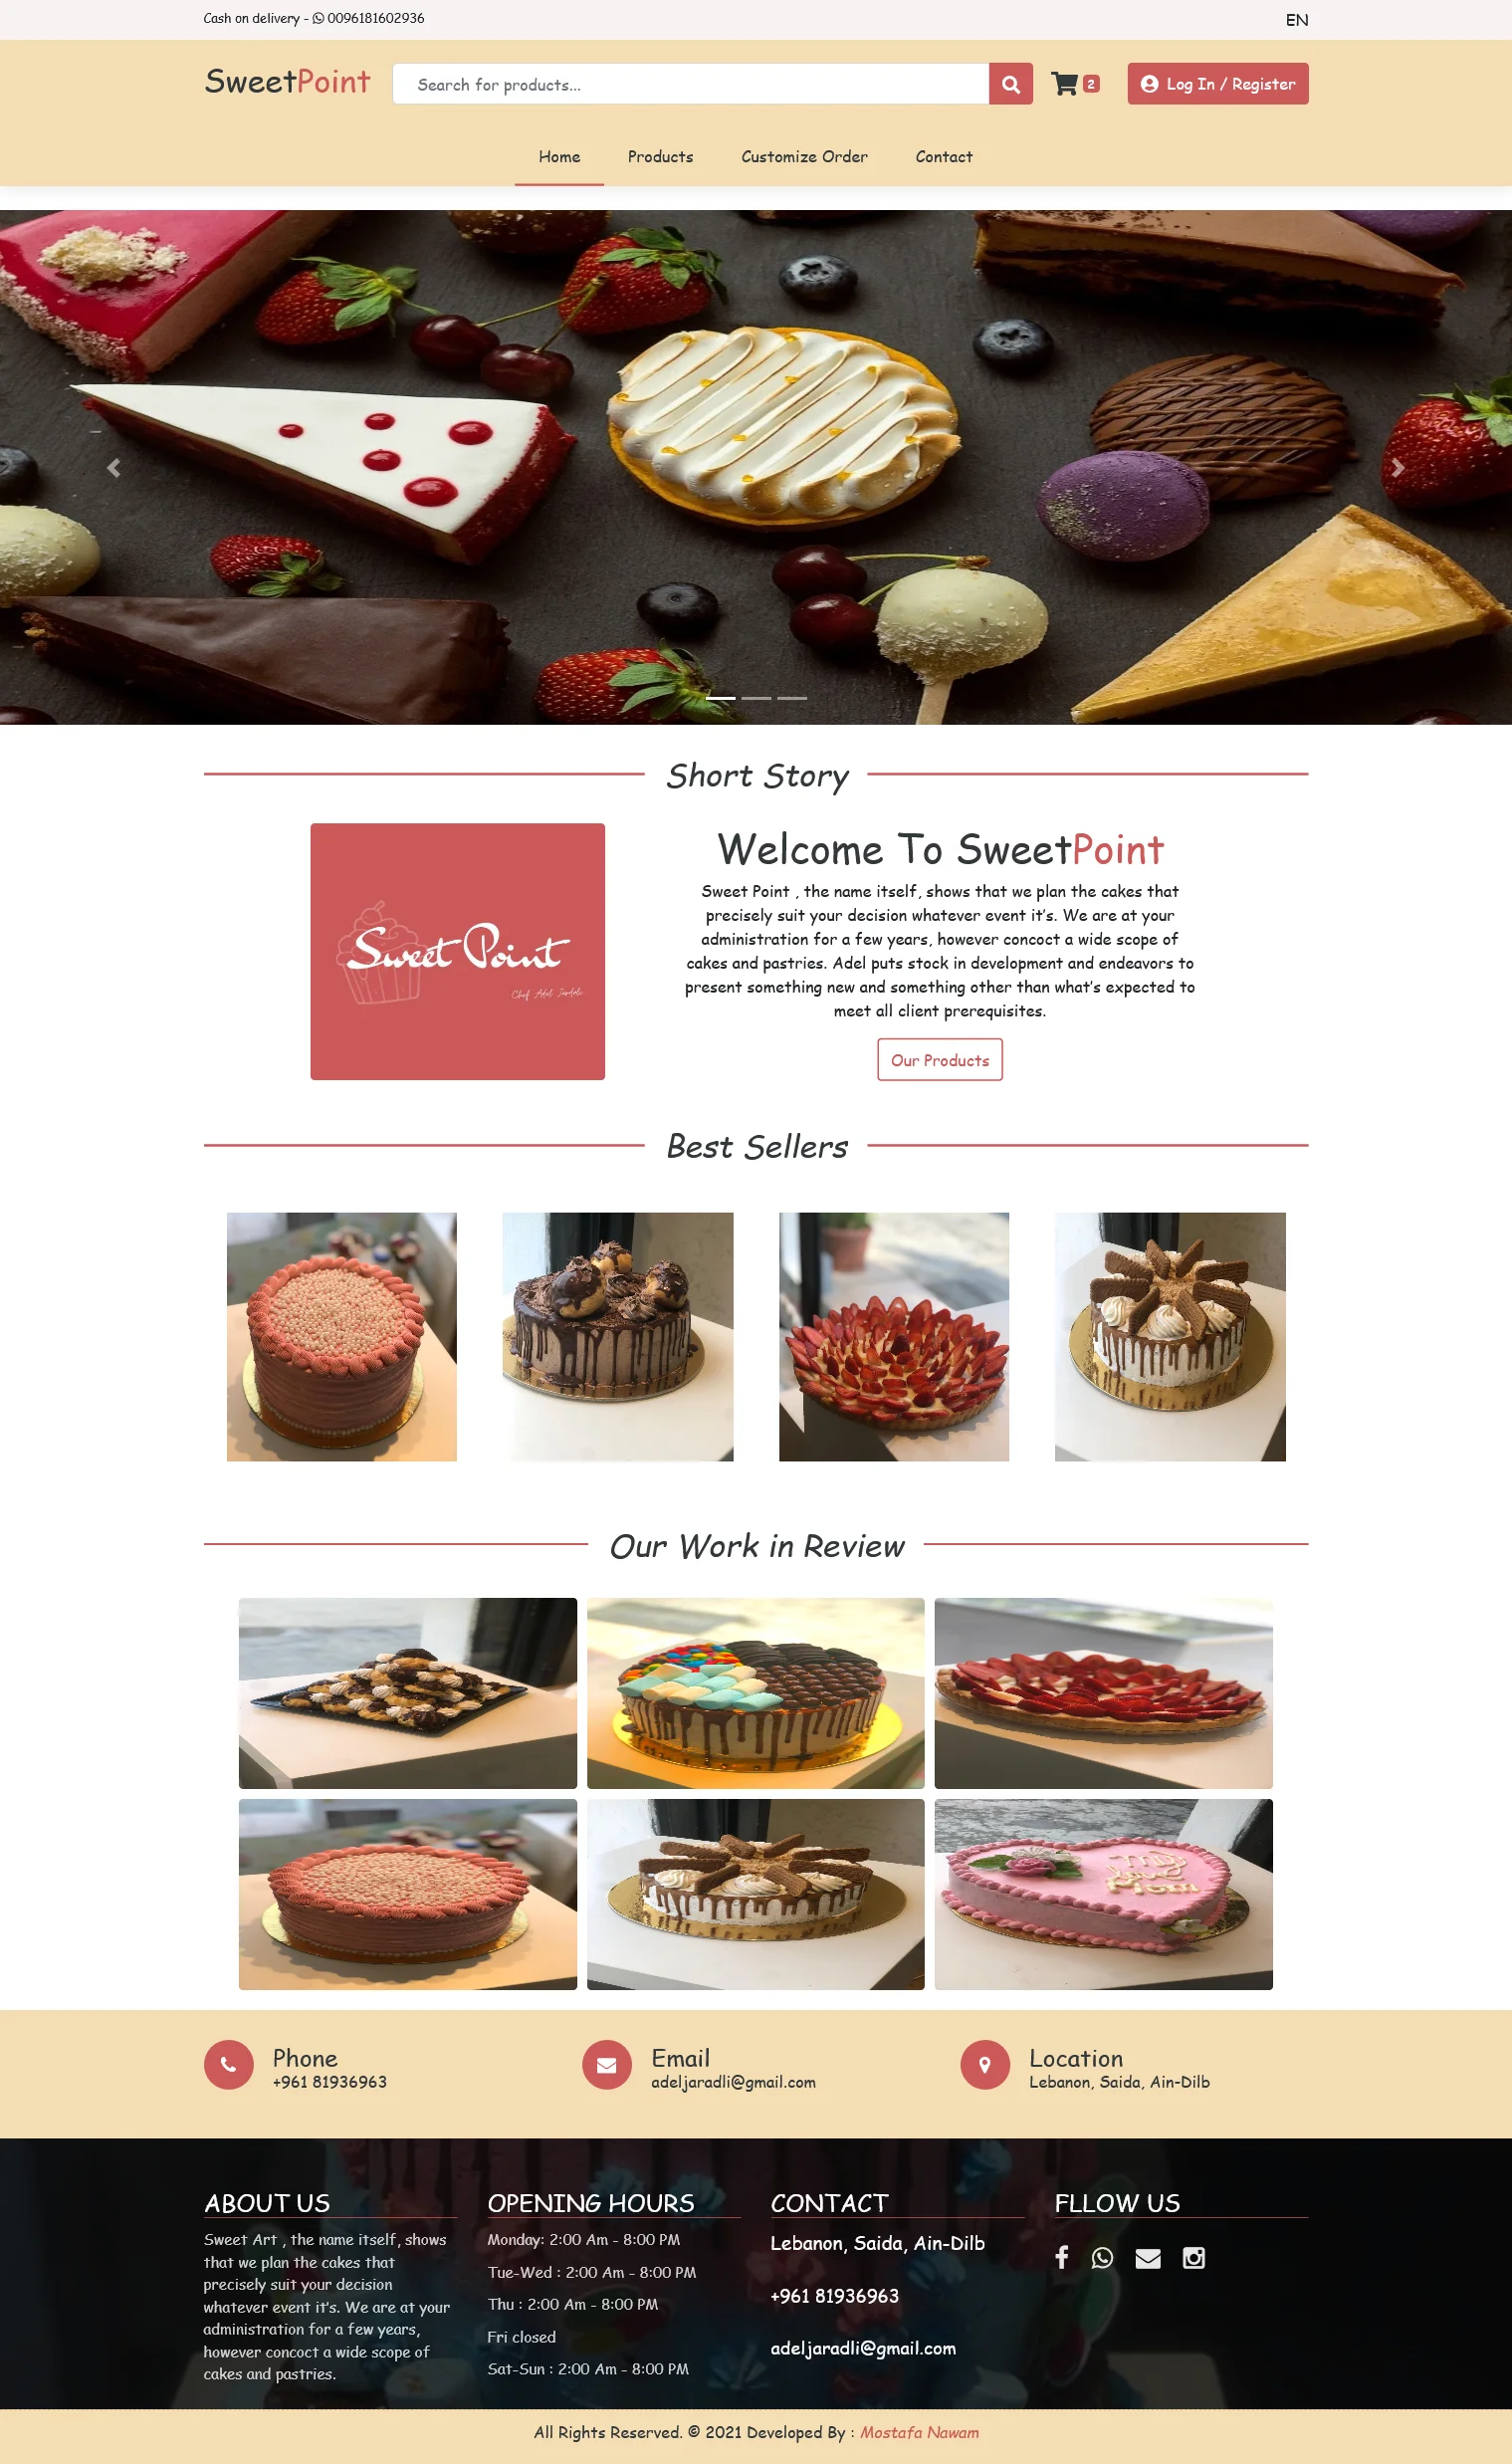 Cash on delivery - 0096181602936
EN
SweetPoint
Search for products...
2
Log In / Register
Home
Products
Customize Order
Contact
Short Story
Sweet Point
Welcome To SweetPoint
Sweet Point , the name itself, shows that we plan the cakes that
precisely suit your decision whatever event it's. We are at your
administration for a few years, however concoct a wide scope of
cakes and pastries. Adel puts stock in development and endeavors to
present something new and something other than what's expected to
meet all client prerequisites.
Our Products
Best Sellers
Our Work in Review
My
love
Mom
Phone
+961 81936963
Email
adeljaradli@gmail.com
Location
Lebanon, Saida, Ain-Dilb
ABOUT US
Sweet Art , the name itself, shows
that we plan the cakes that
precisely suit your decision
whatever event it's. We are at your
administration for a few years,
however concoct a wide scope of
cakes and pastries.
OPENING HOURS
Monday: 2:00 Am - 8:00 PM
Tue-Wed : 2:00 Am - 8:00 PM
Thu : 2:00 Am - 8:00 PM
Fri closed
Sat-Sun : 2:00 Am - 8:00 PM
CONTACT
Lebanon, Saida, Ain-Dilb
+961 81936963
adeljaradli@gmail.com
FLLOW US
All Rights Reserved. © 2021 Developed By : Mostafa Nawam